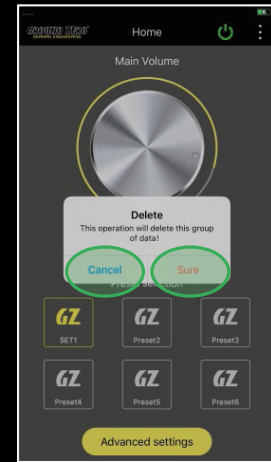 GROUND ZERO
Home
Main Volume
Delete
This operation will delete this group
of data!
Cancel
Sure
Preset selection
GZ
GZ
GZ
SET1
Preset2
Preset3
GZ
GZ
GZ
Preset4
Preset5
Preset6
Advanced settings